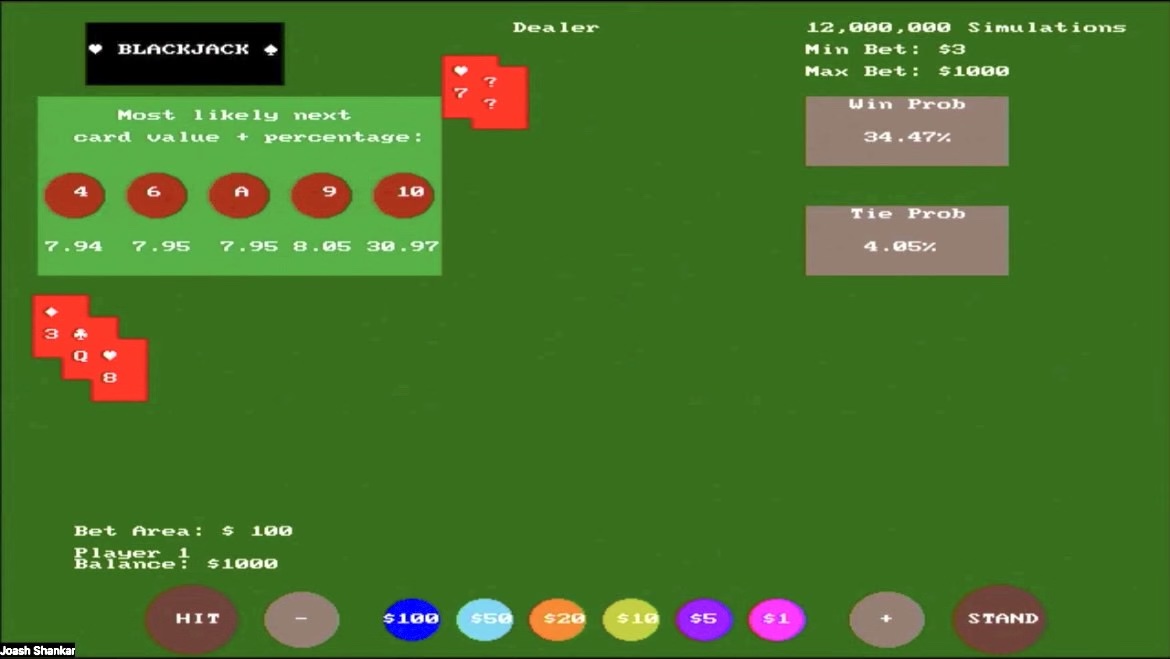 ♥ BLACKJACK ♠
Dealer
12,000,000 Simulations
Min Bet: $3
Max Bet: $1000
♥ ?
7 ?
Most likely next
card value + percentage:
4 6 A 9 10
7.94 7.95 7.95 8.05 30.97
Win Prob
34.47%
Tie Prob
4.05%
♦
3 ♣
Q ♥
8
Bet Area: $ 100
Player 1
Balance: $1000
HIT - $100 $50 $20 $10 $5 $1 + STAND
Joash Shankar